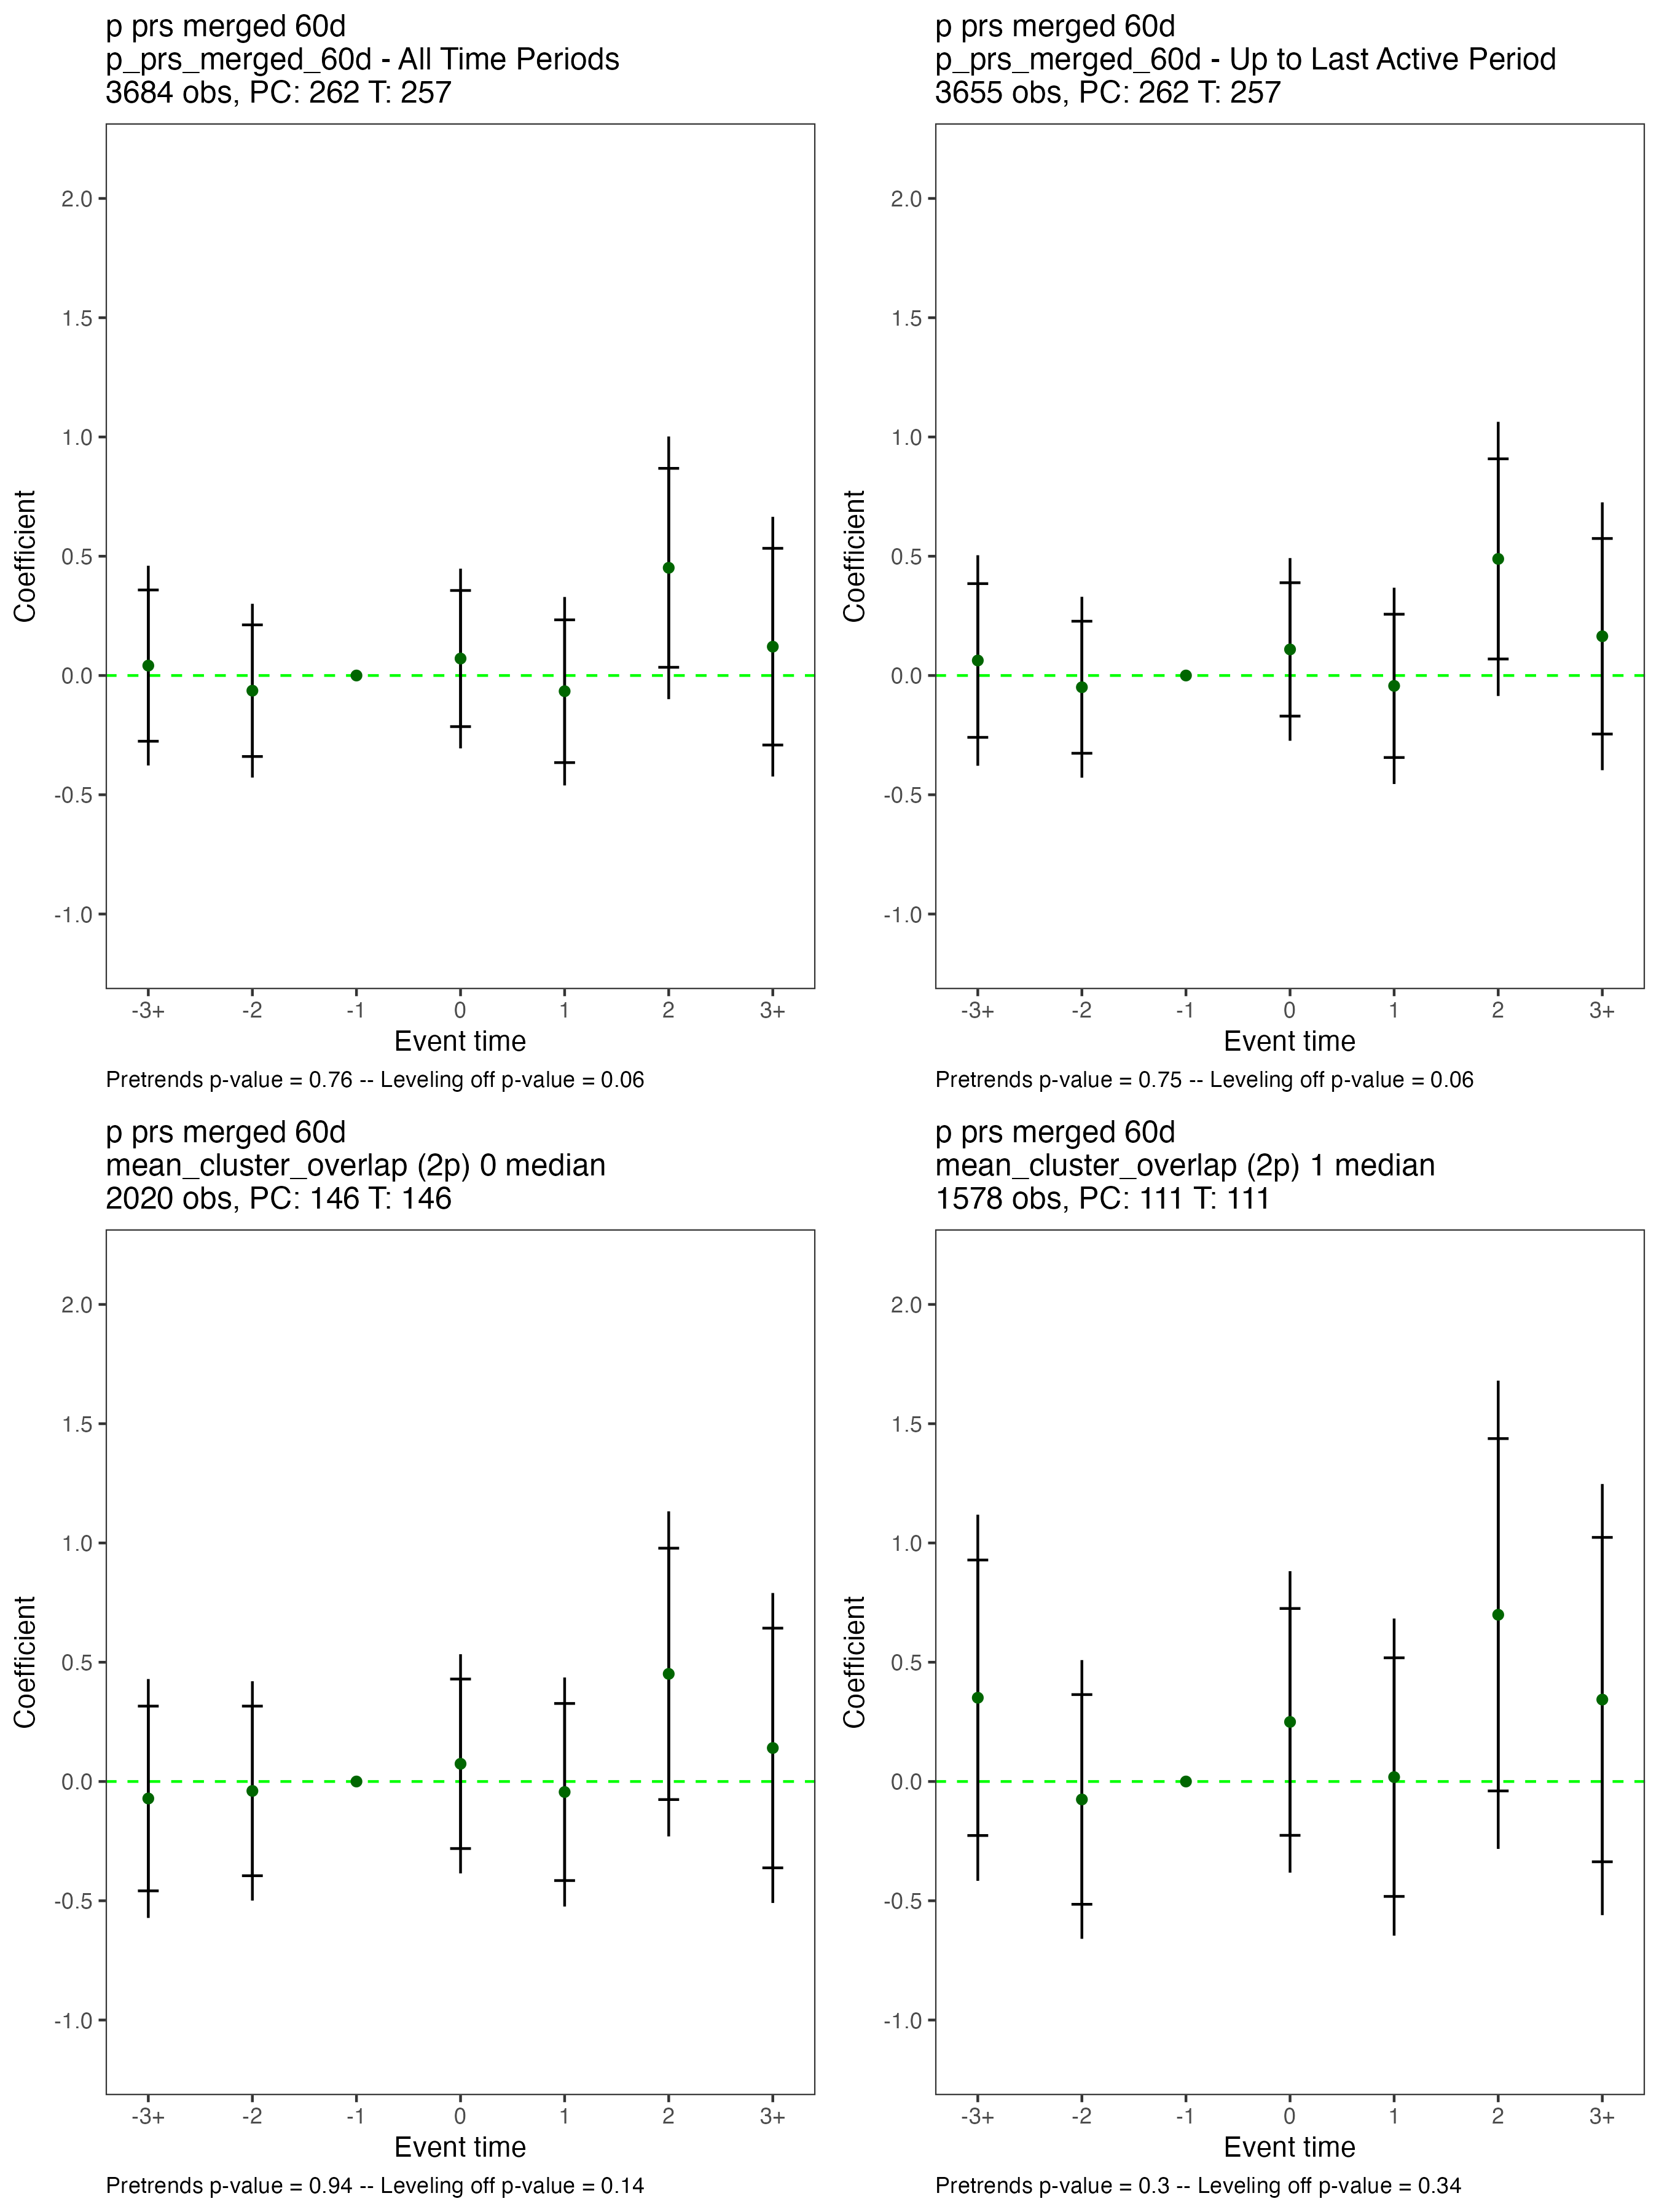 p prs merged 60d
p_prs_merged_60d - All Time Periods
3684 obs, PC: 262 T: 257
Coefficient
2.0
1.5
1.0
0.5
0.0
-0.5
-1.0
-3+ -2 -1 0 1 2 3+
Event time
Pretrends p-value = 0.76 -- Leveling off p-value = 0.06
p prs merged 60d
p_prs_merged_60d - Up to Last Active Period
3655 obs, PC: 262 T: 257
Coefficient
2.0
1.5
1.0
0.5
0.0
-0.5
-1.0
-3+ -2 -1 0 1 2 3+
Event time
Pretrends p-value = 0.75 -- Leveling off p-value = 0.06
p prs merged 60d
mean_cluster_overlap (2p) 0 median
2020 obs, PC: 146 T: 146
Coefficient
2.0
1.5
1.0
0.5
0.0
-0.5
-1.0
-3+ -2 -1 0 1 2 3+
Event time
Pretrends p-value = 0.94 -- Leveling off p-value = 0.14
p prs merged 60d
mean_cluster_overlap (2p) 1 median
1578 obs, PC: 111 T: 111
Coefficient
2.0
1.5
1.0
0.5
0.0
-0.5
-1.0
-3+ -2 -1 0 1 2 3+
Event time
Pretrends p-value = 0.3 -- Leveling off p-value = 0.34